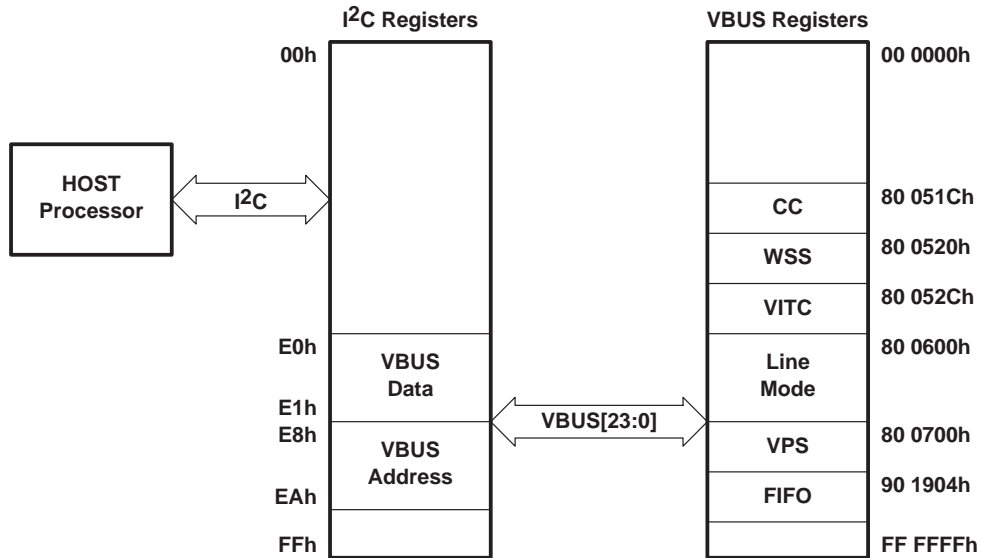 I2C Registers
VBUS Registers
00h
00 0000h
HOST
Processor
I2C
CC
80 051Ch
WSS
80 0520h
VITC
80 052Ch
E0h
VBUS
Data
Line
Mode
80 0600h
E1h
VBUS[23:0]
E8h
VBUS
Address
VPS
80 0700h
EAh
FIFO
90 1904h
FFh
FF FFFFh